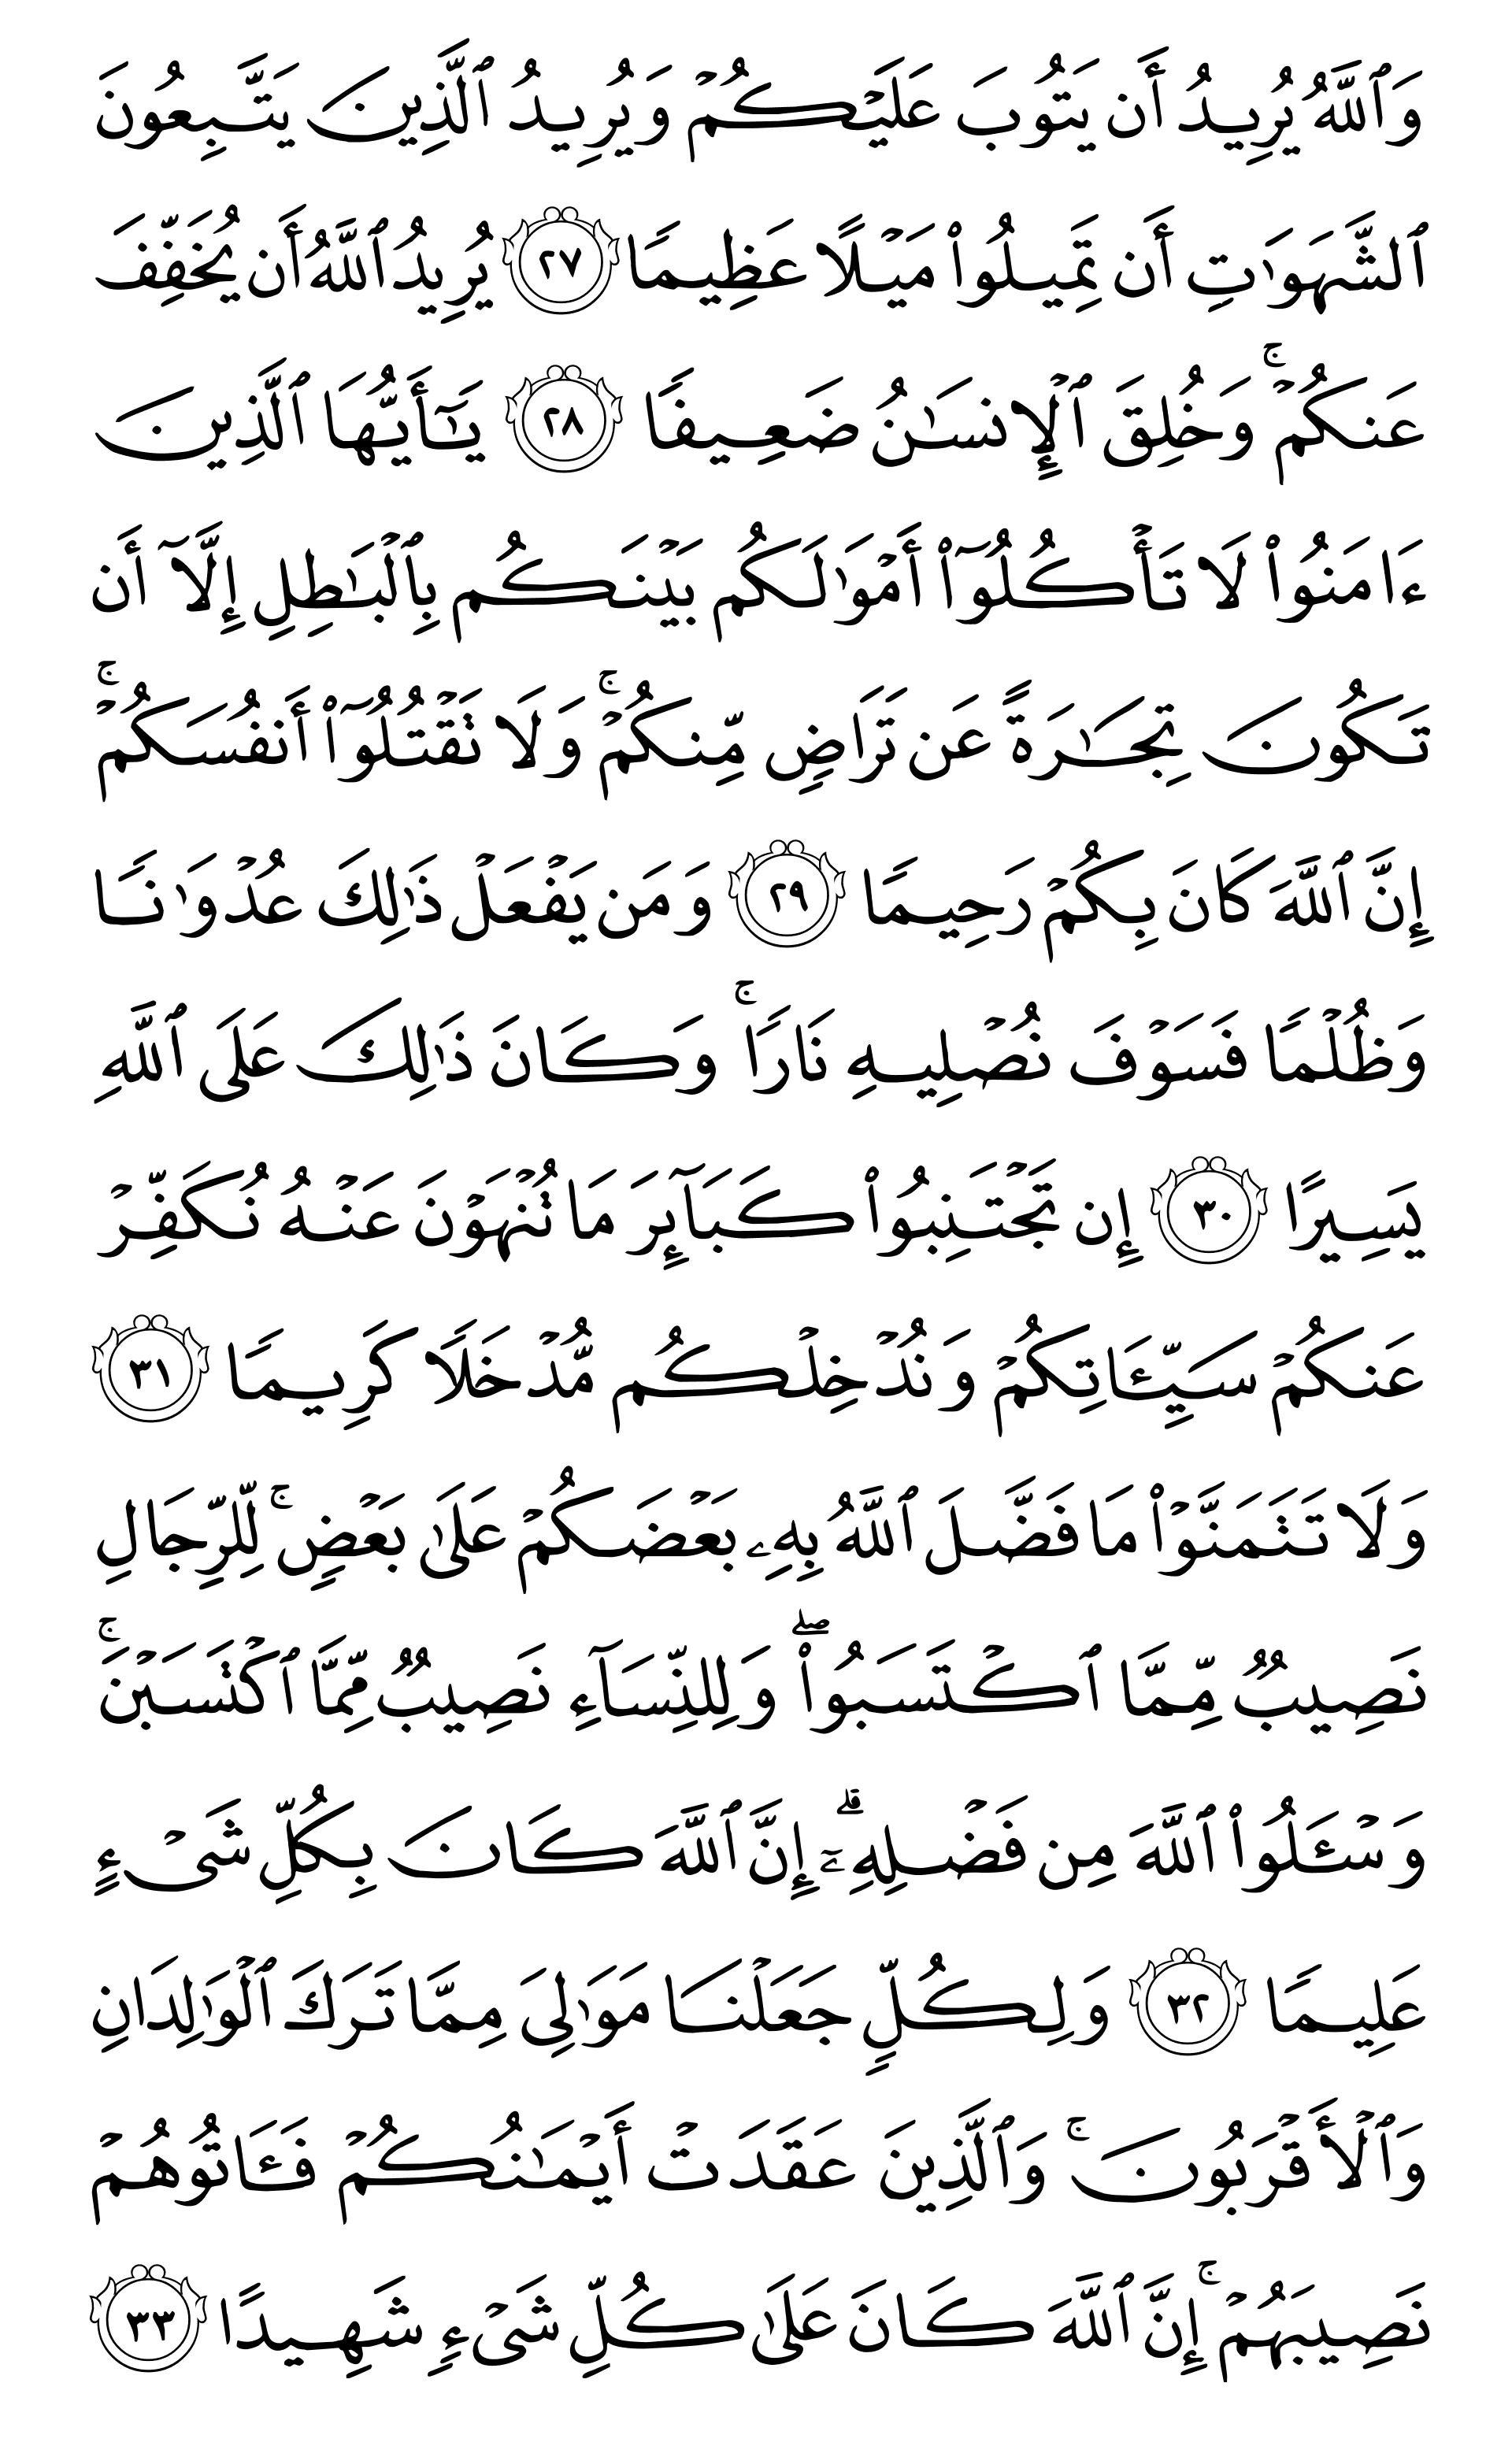 وَٱللَّهُ يُرِيدُ أَن يَتُوبَ عَلَيۡكُمۡ وَيُرِيدُ ٱلَّذِينَ يَتَّبِعُونَ
ٱلشَّهَوَٰتِ أَن تَمِيلُواْ مَيۡلًا عَظِيمٗا ٢٧ يُرِيدُ ٱللَّهُ أَن يُخَفِّفَ
عَنكُمۡۚ وَخُلِقَ ٱلۡإِنسَٰنُ ضَعِيفٗا ٢٨ يَٰٓأَيُّهَا ٱلَّذِينَ
ءَامَنُواْ لَا تَأۡكُلُوٓاْ أَمۡوَٰلَكُم بَيۡنَكُم بِٱلۡبَٰطِلِ إِلَّآ أَن
تَكُونَ تِجَٰرَةً عَن تَرَاضٖ مِّنكُمۡۚ وَلَا تَقۡتُلُوٓاْ أَنفُسَكُمۡۚ
إِنَّ ٱللَّهَ كَانَ بِكُمۡ رَحِيمٗا ٢٩ وَمَن يَفۡعَلۡ ذَٰلِكَ عُدۡوَٰنٗا
وَظُلۡمٗا فَسَوۡفَ نُصۡلِيهِ نَارٗاۚ وَكَانَ ذَٰلِكَ عَلَى ٱللَّهِ
يَسِيرًا ٣٠ إِن تَجۡتَنِبُواْ كَبَآئِرَ مَا تُنۡهَوۡنَ عَنۡهُ نُكَفِّرۡ
عَنكُمۡ سَيِّـَٔاتِكُمۡ وَنُدۡخِلۡكُم مُّدۡخَلٗا كَرِيمٗا ٣١
وَلَا تَتَمَنَّوۡاْ مَا فَضَّلَ ٱللَّهُ بِهِۦ بَعۡضَكُمۡ عَلَىٰ بَعۡضٖۚ لِّلرِّجَالِ
نَصِيبٞ مِّمَّا ٱكۡتَسَبُواْۖ وَلِلنِّسَآءِ نَصِيبٞ مِّمَّا ٱكۡتَسَبۡنَۚ
وَسۡـَٔلُواْ ٱللَّهَ مِن فَضۡلِهِۦٓۗ إِنَّ ٱللَّهَ كَانَ بِكُلِّ شَيۡءٍ
عَلِيمٗا ٣٢ وَلِكُلّٖ جَعَلۡنَا مَوَٰلِيَ مِمَّا تَرَكَ ٱلۡوَٰلِدَانِ
وَٱلۡأَقۡرَبُونَۚ وَٱلَّذِينَ عَقَدَتۡ أَيۡمَٰنُكُمۡ فَـَٔاتُوهُمۡ
نَصِيبَهُمۡۚ إِنَّ ٱللَّهَ كَانَ عَلَىٰ كُلِّ شَيۡءٖ شَهِيدًا ٣٣